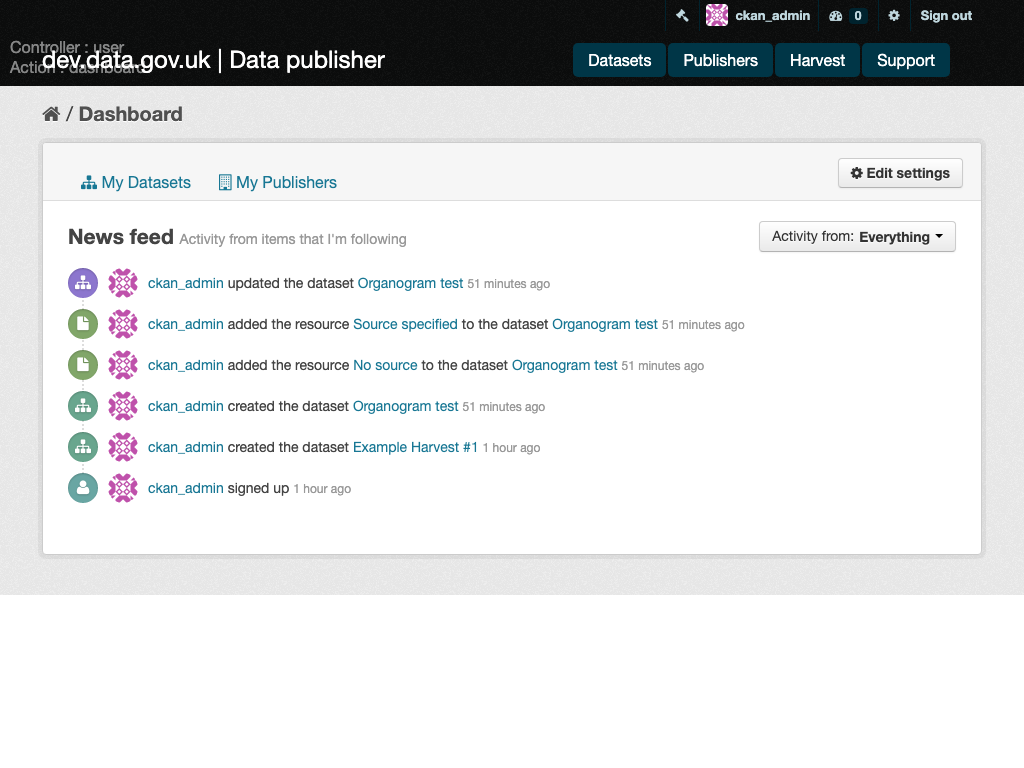 ckan_admin 0 Sign out
Controller : user
Action : dashboard
dev.data.gov.uk | Data publisher
Datasets Publishers Harvest Support
/ Dashboard
My Datasets My Publishers Edit settings
News feed Activity from items that I'm following Activity from: Everything
ckan_admin updated the dataset Organogram test 51 minutes ago
ckan_admin added the resource Source specified to the dataset Organogram test 51 minutes ago
ckan_admin added the resource No source to the dataset Organogram test 51 minutes ago
ckan_admin created the dataset Organogram test 51 minutes ago
ckan_admin created the dataset Example Harvest #1 1 hour ago
ckan_admin signed up 1 hour ago